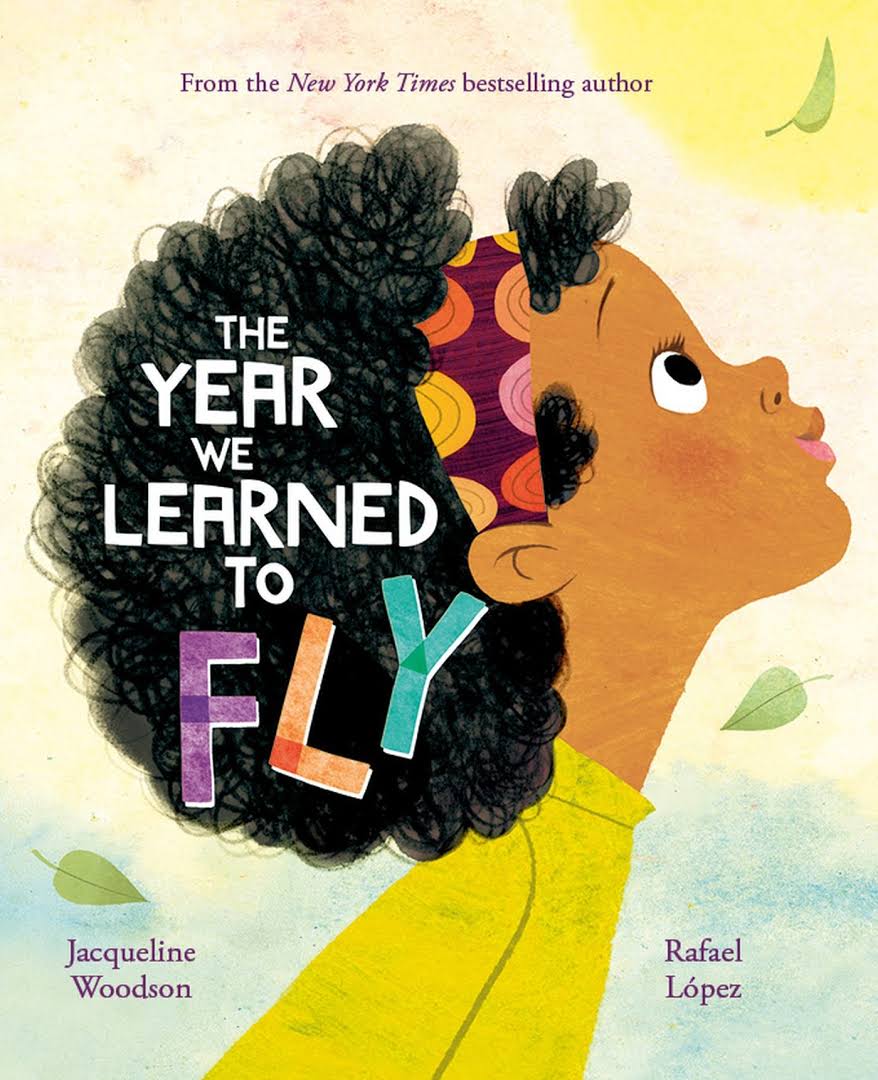 From the New York Times bestselling author
THE
YEAR
WE
LEARNED
TO
FLY
Jacqueline
Woodson
Rafael
López